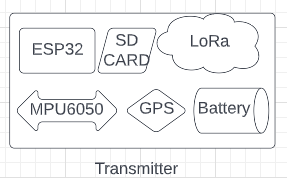 ESP32
SD
CARD
LoRa
MPU6050
GPS
Battery
Transmitter